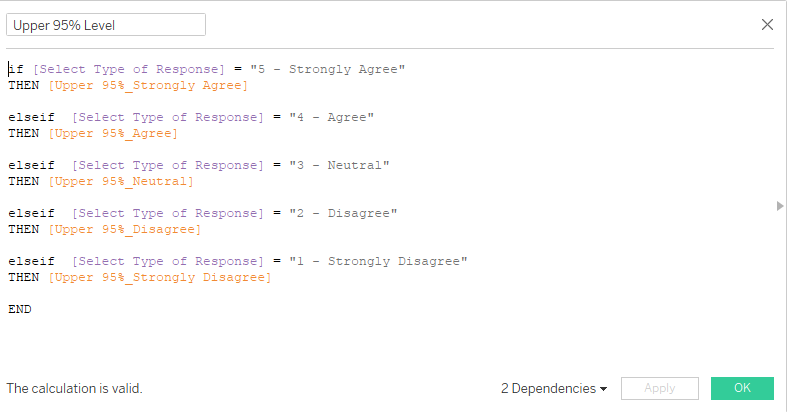 Upper 95% Level
if [Select Type of Response] = "5 - Strongly Agree"
THEN [Upper 95%_Strongly Agree]
elseif  [Select Type of Response] = "4 - Agree"
THEN [Upper 95%_Agree]
elseif  [Select Type of Response] = "3 - Neutral"
THEN [Upper 95%_Neutral]
elseif  [Select Type of Response] = "2 - Disagree"
THEN [Upper 95%_Disagree]
elseif  [Select Type of Response] = "1 - Strongly Disagree"
THEN [Upper 95%_Strongly Disagree]
END
The calculation is valid. 2 Dependencies Apply OK